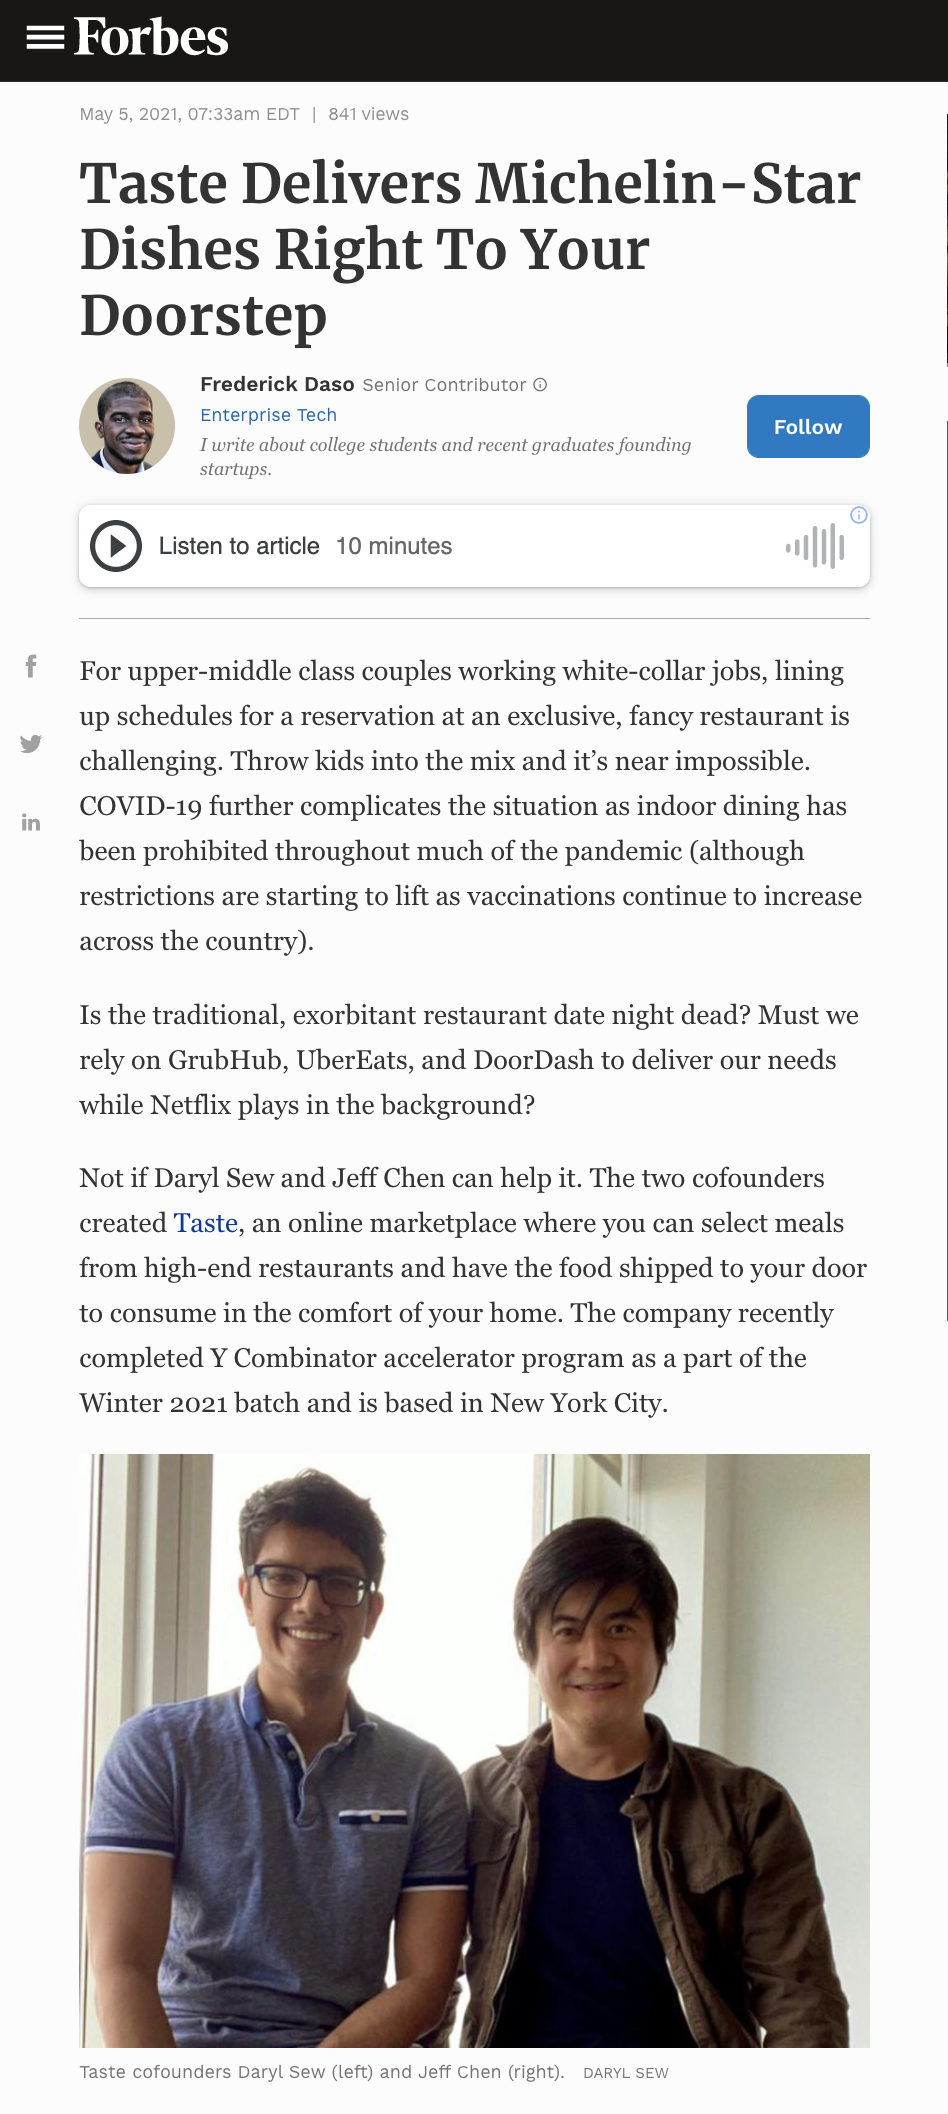 Forbes
May 5, 2021, 07:33am EDT | 841 views
Taste Delivers Michelin-Star
Dishes Right To Your
Doorstep
Frederick Daso Senior Contributor
Enterprise Tech
I write about college students and recent graduates founding
startups.
Follow
Listen to article 10 minutes
For upper-middle class couples working white-collar jobs, lining
up schedules for a reservation at an exclusive, fancy restaurant is
challenging. Throw kids into the mix and it’s near impossible.
COVID-19 further complicates the situation as indoor dining has
been prohibited throughout much of the pandemic (although
restrictions are starting to lift as vaccinations continue to increase
across the country).
Is the traditional, exorbitant restaurant date night dead? Must we
rely on GrubHub, UberEats, and DoorDash to deliver our needs
while Netflix plays in the background?
Not if Daryl Sew and Jeff Chen can help it. The two cofounders
created Taste, an online marketplace where you can select meals
from high-end restaurants and have the food shipped to your door
to consume in the comfort of your home. The company recently
completed Y Combinator accelerator program as a part of the
Winter 2021 batch and is based in New York City.
Taste cofounders Daryl Sew (left) and Jeff Chen (right). DARYL SEW